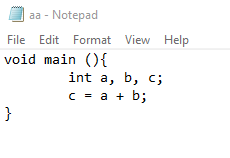 aa - Notepad
File Edit Format View Help
void main (){
        int a, b, c;
        c = a + b;
}